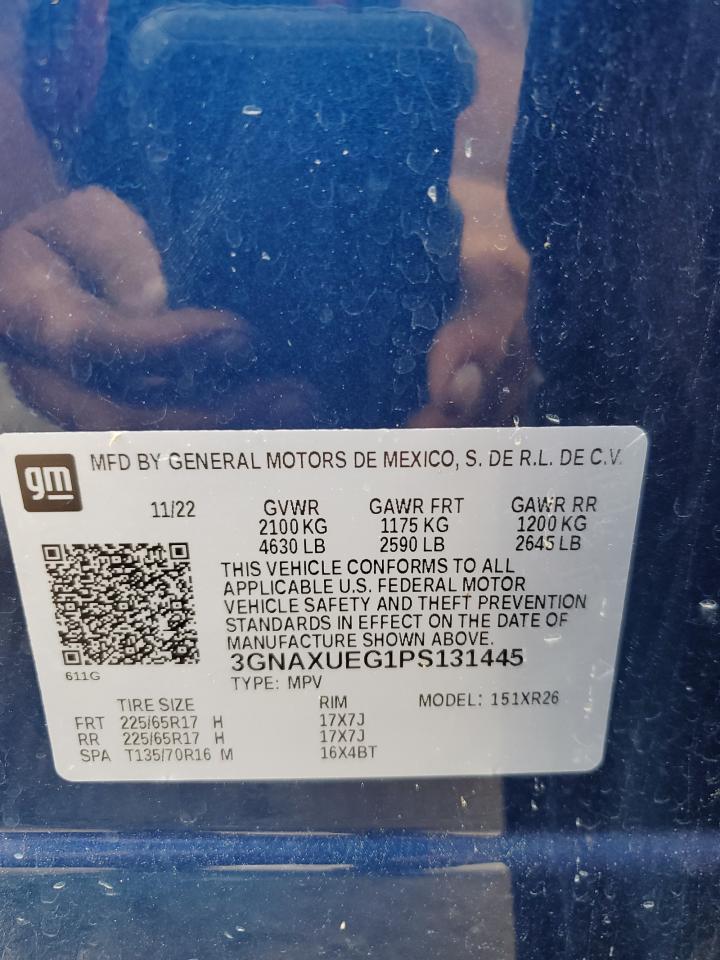 gm MFD BY GENERAL MOTORS DE MEXICO, S. DE R.L. DE C.V.
11/22 GVWR GAWR FRT GAWR RR
2100 KG 1175 KG 1200 KG
4630 LB 2590 LB 2645 LB
THIS VEHICLE CONFORMS TO ALL
APPLICABLE U.S. FEDERAL MOTOR
VEHICLE SAFETY AND THEFT PREVENTION
STANDARDS IN EFFECT ON THE DATE OF
MANUFACTURE SHOWN ABOVE.
3GNAXUEG1PS131445
611G
TYPE: MPV
TIRE SIZE RIM MODEL: 151XR26
FRT 225/65R17 H 17X7J
RR 225/65R17 H 17X7J
SPA T135/70R16 M 16X4BT